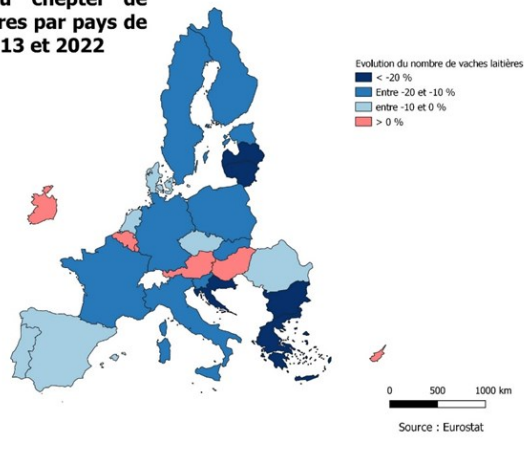 cheptel de
res par pays de
13 et 2022
Evolution du nombre de vaches laitières
< -20 %
Entre -20 et -10 %
entre -10 et 0 %
> 0 %
0 500 1000 km
Source : Eurostat